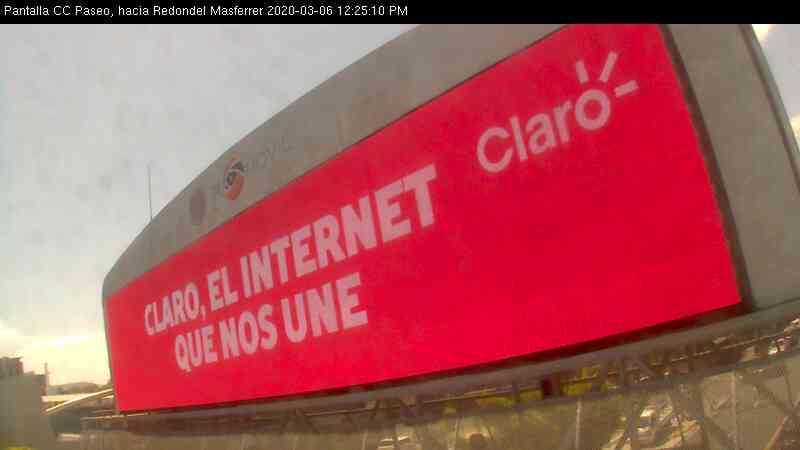 Pantalla CC Paseo, hacia Redondel Masferrer 2020-03-06 12:25:10 PM
Claro
CLARO, EL INTERNET
QUE NOS UNE